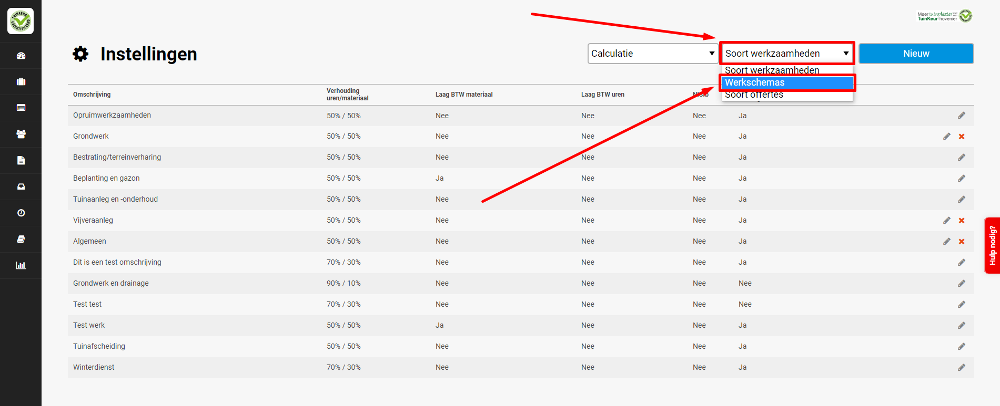 TUINKEUR
GECERTIFICEERD
Meer tuinplezier
TuinKeur hovenier
Instellingen
Calculatie
Soort werkzaamheden
Nieuw
Soort werkzaamheden
Werkschemas
Soort offertes
Omschrijving Verhouding uren/materiaal Laag BTW materiaal Laag BTW uren
Opruimwerkzaamheden 50% / 50% Nee Nee Nee Ja
Grondwerk 50% / 50% Nee Nee Nee Ja
Bestrating/terreinverharing 50% / 50% Nee Nee Nee Ja
Beplanting en gazon 50% / 50% Ja Nee Nee Ja
Tuinaanleg en -onderhoud 50% / 50% Nee Nee Nee Ja
Vijveraanleg 50% / 50% Nee Nee Nee Ja
Algemeen 50% / 50% Nee Nee Nee Ja
Dit is een test omschrijving 70% / 30% Nee Nee Nee Ja
Grondwerk en drainage 90% / 10% Nee Nee Nee Nee
Test test 70% / 30% Nee Nee Nee Nee
Test werk 50% / 50% Ja Nee Nee Ja
Tuinafscheiding 50% / 50% Nee Nee Nee Ja
Winterdienst 70% / 30% Nee Nee Nee Ja
Hulp nodig?